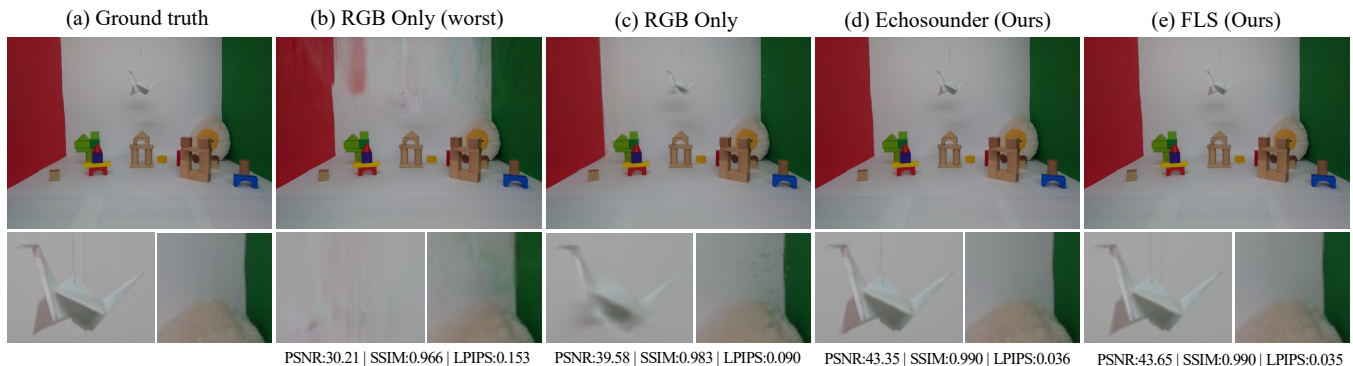 (a) Ground truth
(b) RGB Only (worst)
(c) RGB Only
(d) Echosounder (Ours)
(e) FLS (Ours)
PSNR:30.21 | SSIM:0.966 | LPIPS:0.153
PSNR:39.58 | SSIM:0.983 | LPIPS:0.090
PSNR:43.35 | SSIM:0.990 | LPIPS:0.036
PSNR:43.65 | SSIM:0.990 | LPIPS:0.035